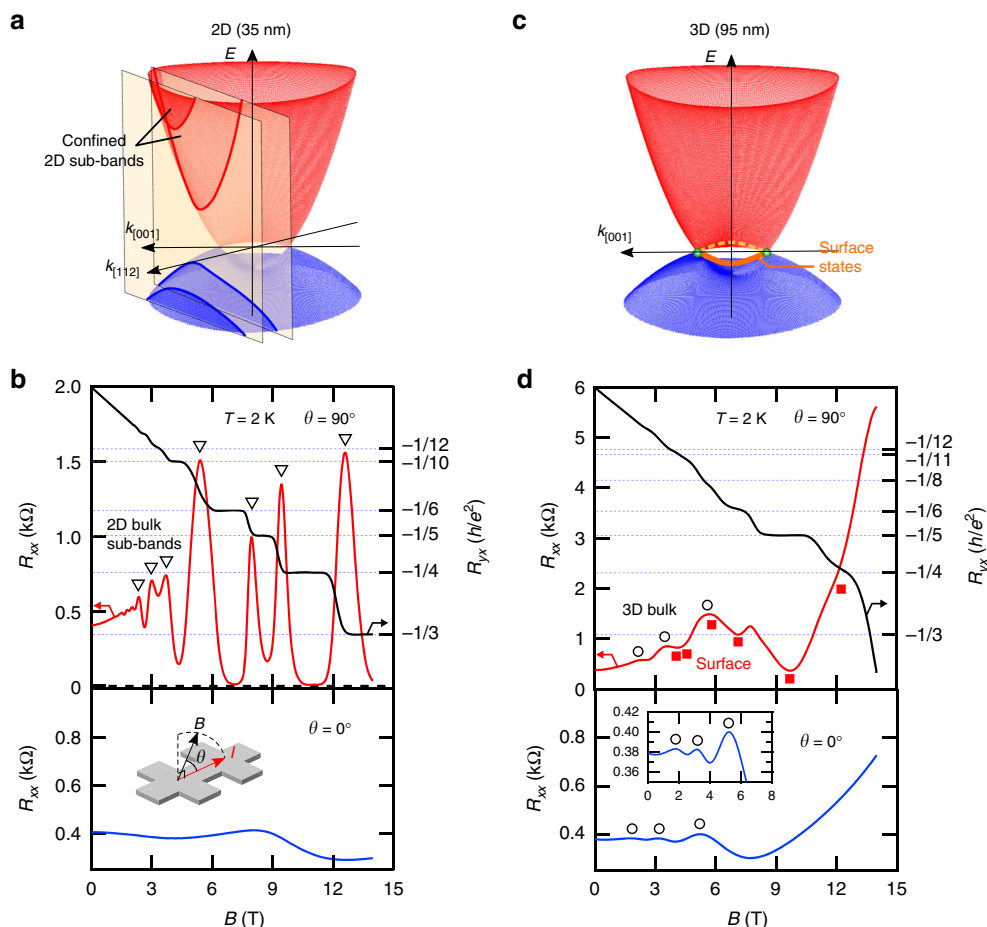 a
2D (35 nm)
E
Confined
2D sub-bands
k[001]
k[112]
c
3D (95 nm)
E
k[001]
Surface
states
b
2.0
1.5
1.0
0.5
0
Rxx (kΩ)
T = 2 K
θ = 90°
2D bulk
sub-bands
–1/12
–1/10
–1/6
–1/5
–1/4
–1/3
Ryx (h/e²)
0.8
0.4
Rxx (kΩ)
B
θ
I
θ = 0°
0
3
6
9
12
15
B (T)
d
6
5
4
3
2
1
0
Rxx (kΩ)
T = 2 K
θ = 90°
3D bulk
Surface
–1/12
–1/11
–1/8
–1/6
–1/5
–1/4
–1/3
Ryx (h/e²)
0.8
0.4
Rxx (kΩ)
0.42
0.40
0.38
0.36
0
2
4
6
8
θ = 0°
0
3
6
9
12
15
B (T)